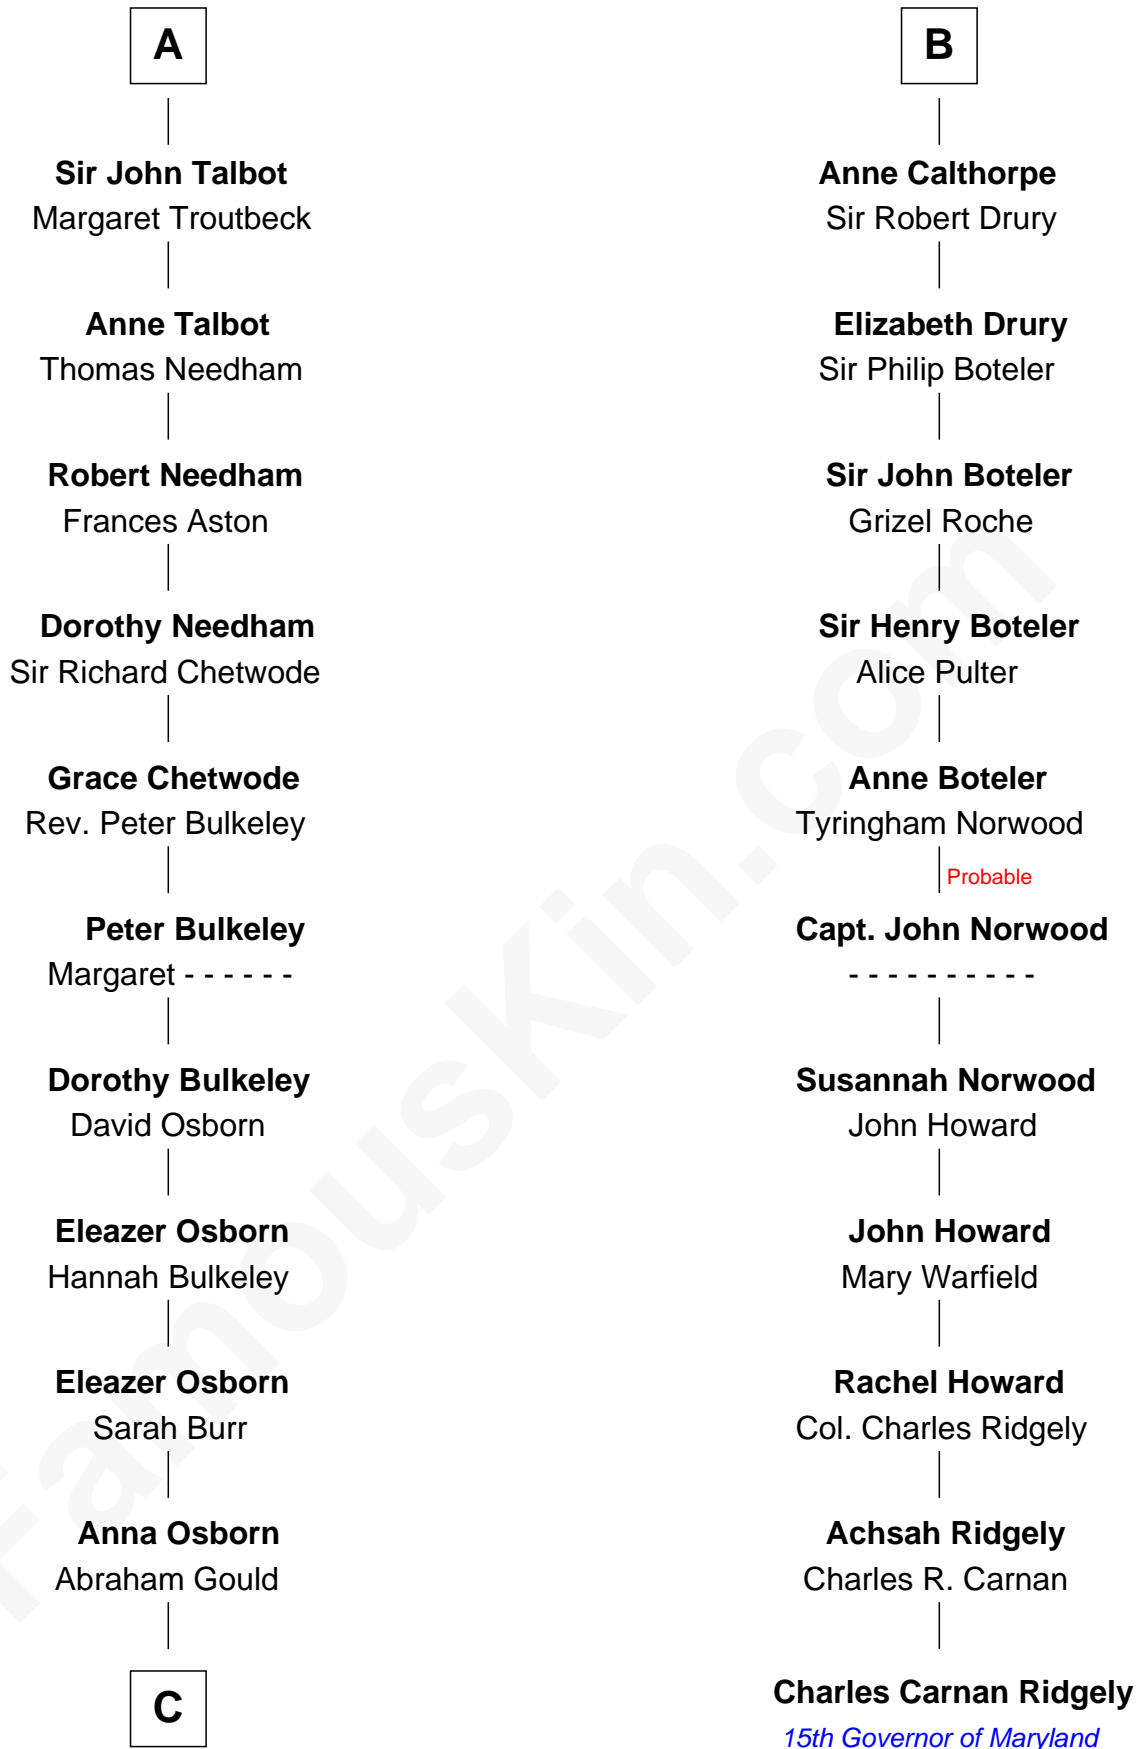 A
Sir John Talbot
Margaret Troutbeck
Anne Talbot
Thomas Needham
Robert Needham
Frances Aston
Dorothy Needham
Sir Richard Chetwode
Grace Chetwode
Rev. Peter Bulkeley
Peter Bulkeley
Margaret - - - - - -
Dorothy Bulkeley
David Osborn
Eleazer Osborn
Hannah Bulkeley
Eleazer Osborn
Sarah Burr
Anna Osborn
Abraham Gould
C
B
Anne Calthorpe
Sir Robert Drury
Elizabeth Drury
Sir Philip Boteler
Sir John Boteler
Grizel Roche
Sir Henry Boteler
Alice Pulter
Anne Boteler
Tyringham Norwood
Probable
Capt. John Norwood
- - - - - - - - - -
Susannah Norwood
John Howard
John Howard
Mary Warfield
Rachel Howard
Col. Charles Ridgely
Achsah Ridgely
Charles R. Carnan
Charles Carnan Ridgely
15th Governor of Maryland
FamousKin.com